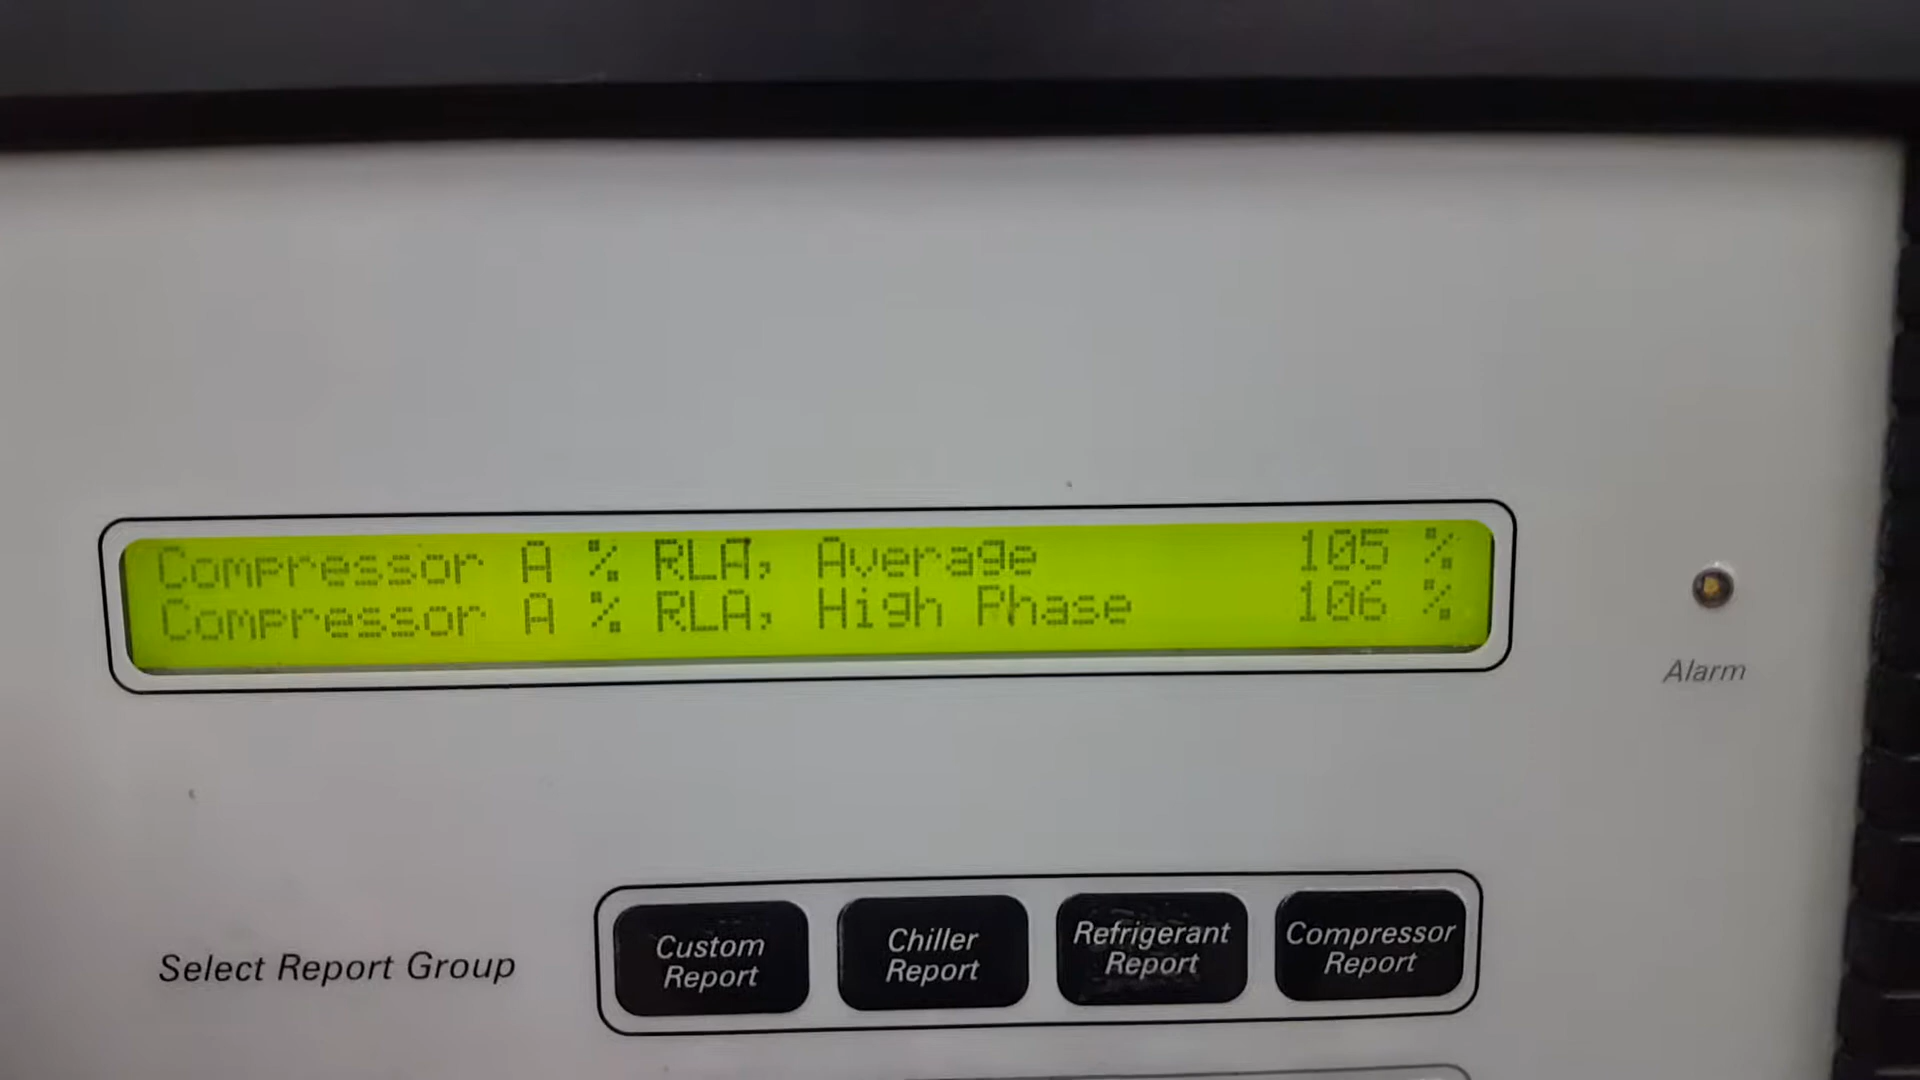 Compressor A % RLA, Average 105 %
Compressor A % RLA, High Phase 106 %
Alarm
Select Report Group
Custom Report
Chiller Report
Refrigerant Report
Compressor Report